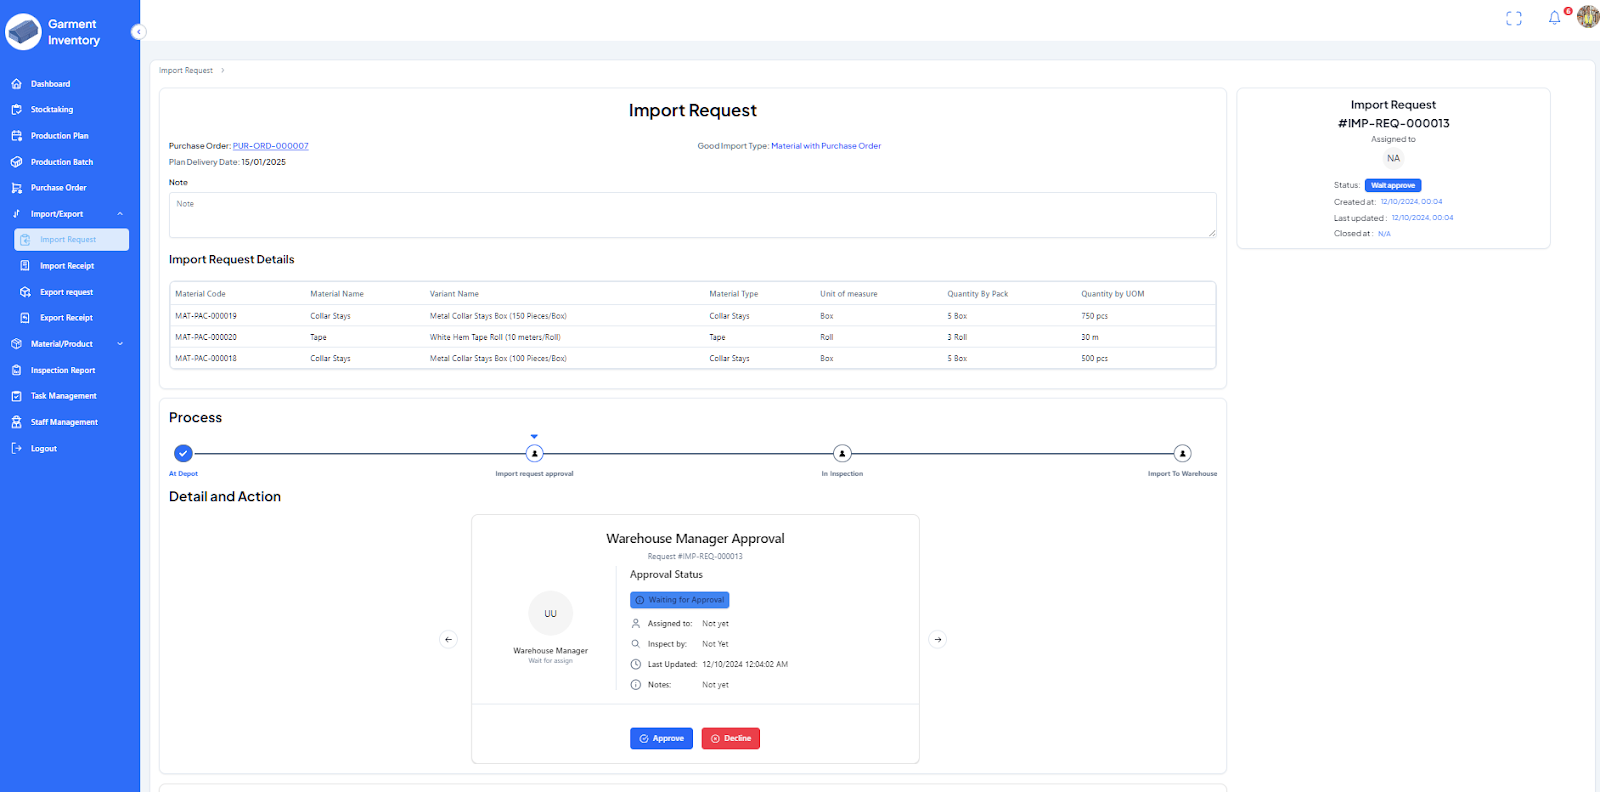 Garment
Inventory
6
Dashboard
Stocktaking
Production Plan
Production Batch
Purchase Order
Import/Export
Import Request
Import Receipt
Export request
Export Receipt
Material/Product
Inspection Report
Task Management
Staff Management
Logout
Import Request >
Import Request
Purchase Order: PUR-ORD-000007
Good Import Type: Material with Purchase Order
Plan Delivery Date: 15/01/2025
Note
Note
Import Request Details
Material Code Material Name Variant Name Material Type Unit of measure Quantity By Pack Quantity by UOM
MAT-PAC-000019 Collar Stays Metal Collar Stays Box (150 Pieces/Box) Collar Stays Box 5 Box 750 pcs
MAT-PAC-000020 Tape White Hem Tape Roll (10 meters/Roll) Tape Roll 3 Roll 30 m
MAT-PAC-000018 Collar Stays Metal Collar Stays Box (100 Pieces/Box) Collar Stays Box 5 Box 500 pcs
Import Request
#IMP-REQ-000013
Assigned to
NA
Status: Wait approve
Created at: 12/10/2024, 00:04
Last updated : 12/10/2024, 00:04
Closed at : N/A
Process
At Depot Import request approval In Inspection Import To Warehouse
Detail and Action
Warehouse Manager Approval
Request #IMP-REQ-000013
UU
Warehouse Manager
Wait for assign
Approval Status
Waiting for Approval
Assigned to: Not yet
Inspect by: Not Yet
Last Updated: 12/10/2024 12:04:02 AM
Notes: Not yet
Approve Decline